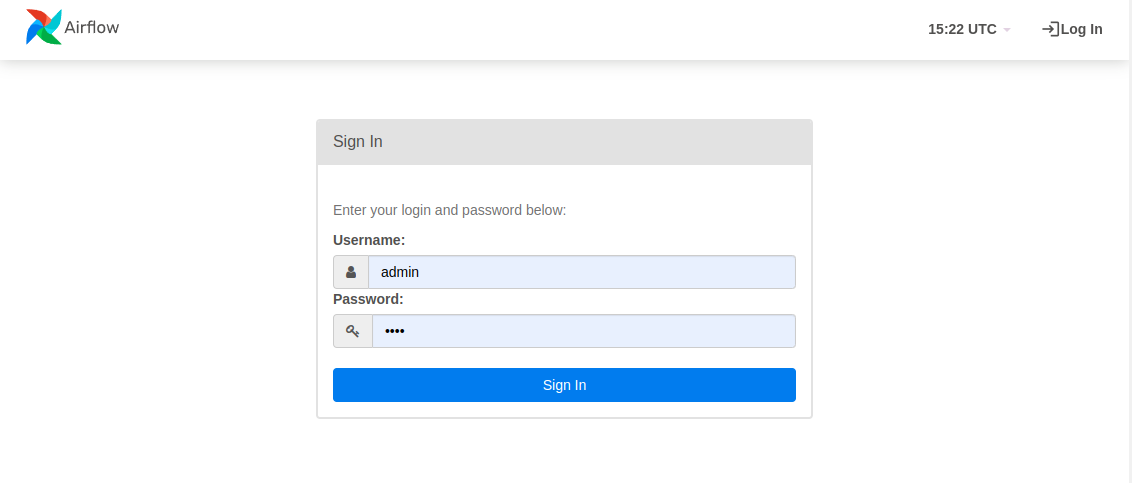 Airflow
15:22 UTC
Log In
Sign In
Enter your login and password below:
Username:
admin
Password:
••••
Sign In